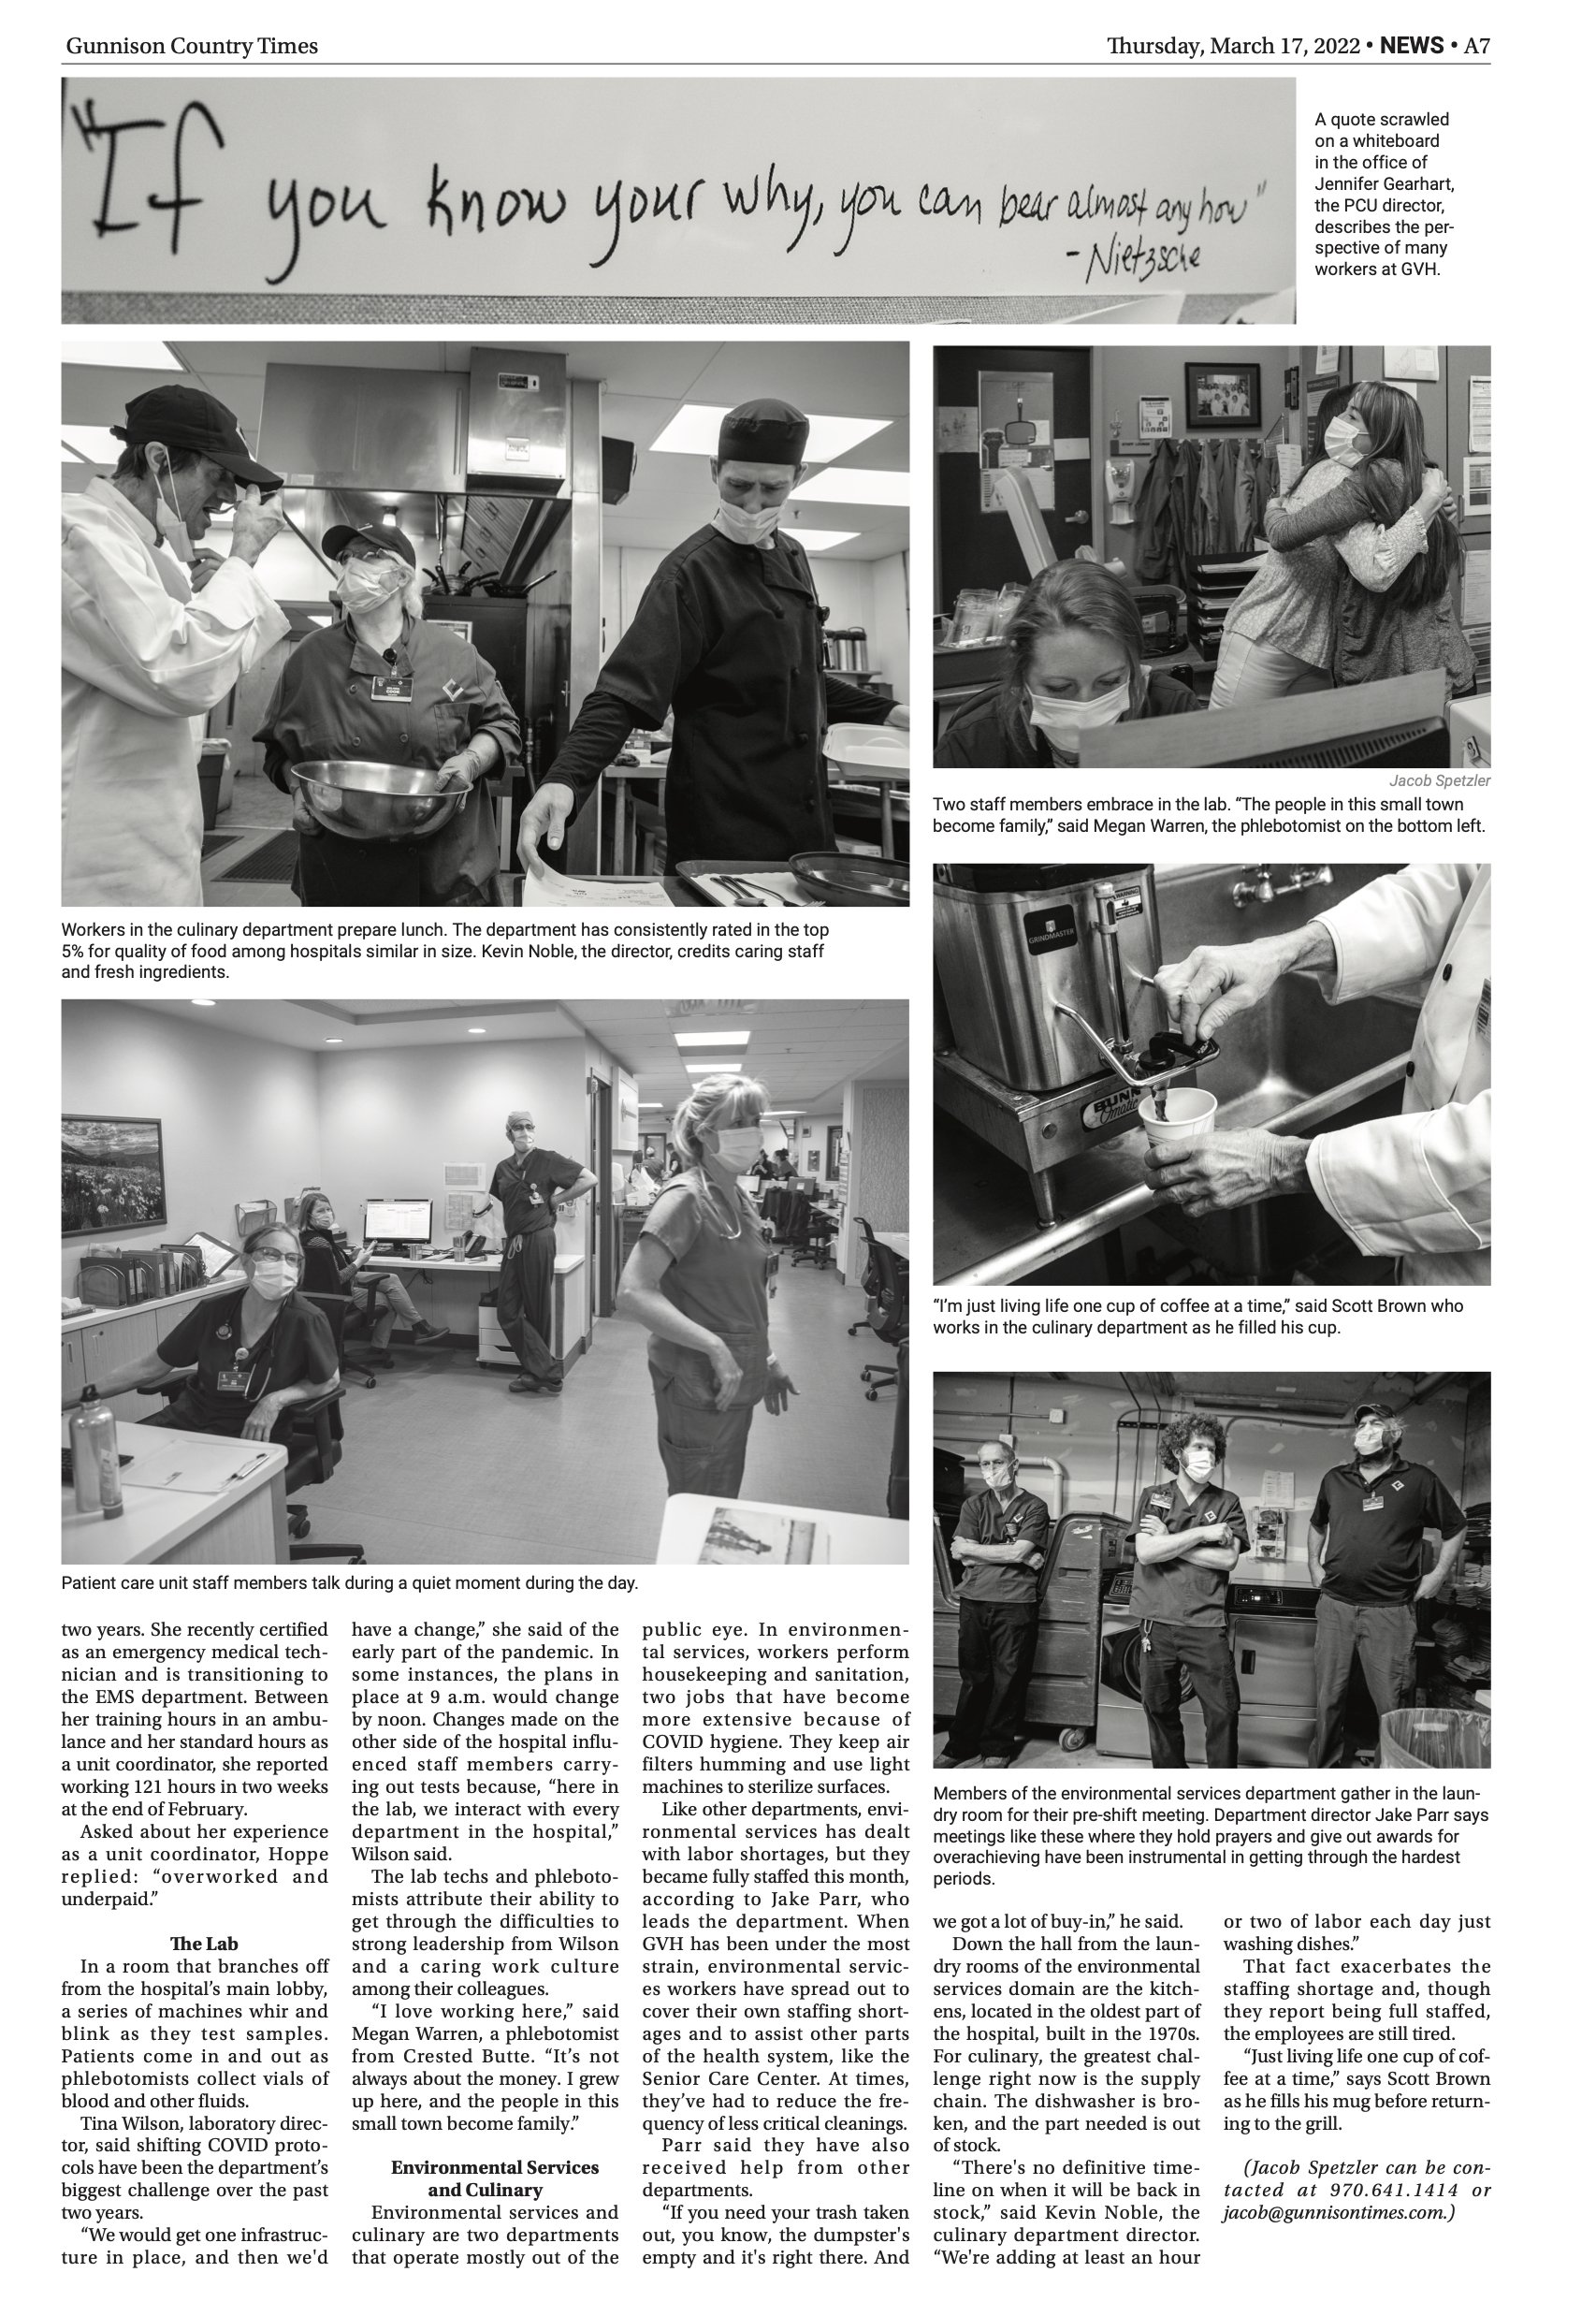 Gunnison Country Times
Thursday, March 17, 2022 • NEWS • A7
"If you know your why, you can bear almost any how"
- Nietzsche
A quote scrawled
on a whiteboard
in the office of
Jennifer Gearhart,
the PCU director,
describes the per-
spective of many
workers at GVH.
Workers in the culinary department prepare lunch. The department has consistently rated in the top
5% for quality of food among hospitals similar in size. Kevin Noble, the director, credits caring staff
and fresh ingredients.
Jacob Spetzler
Two staff members embrace in the lab. “The people in this small town
become family,” said Megan Warren, the phlebotomist on the bottom left.
WARNING
GRINDMASTER
BUNN
Omatic
“I’m just living life one cup of coffee at a time,” said Scott Brown who
works in the culinary department as he filled his cup.
Patient care unit staff members talk during a quiet moment during the day.
Members of the environmental services department gather in the laun-
dry room for their pre-shift meeting. Department director Jake Parr says
meetings like these where they hold prayers and give out awards for
overachieving have been instrumental in getting through the hardest
periods.
two years. She recently certified
as an emergency medical tech-
nician and is transitioning to
the EMS department. Between
her training hours in an ambu-
lance and her standard hours as
a unit coordinator, she reported
working 121 hours in two weeks
at the end of February.
Asked about her experience
as a unit coordinator, Hoppe
replied: “overworked and
underpaid.”
The Lab
In a room that branches off
from the hospital’s main lobby,
a series of machines whir and
blink as they test samples.
Patients come in and out as
phlebotomists collect vials of
blood and other fluids.
Tina Wilson, laboratory direc-
tor, said shifting COVID proto-
cols have been the department’s
biggest challenge over the past
two years.
“We would get one infrastruc-
ture in place, and then we'd
have a change,” she said of the
early part of the pandemic. In
some instances, the plans in
place at 9 a.m. would change
by noon. Changes made on the
other side of the hospital influ-
enced staff members carry-
ing out tests because, “here in
the lab, we interact with every
department in the hospital,”
Wilson said.
The lab techs and phleboto-
mists attribute their ability to
get through the difficulties to
strong leadership from Wilson
and a caring work culture
among their colleagues.
“I love working here,” said
Megan Warren, a phlebotomist
from Crested Butte. “It’s not
always about the money. I grew
up here, and the people in this
small town become family.”
Environmental Services
and Culinary
Environmental services and
culinary are two departments
that operate mostly out of the
public eye. In environmen-
tal services, workers perform
housekeeping and sanitation,
two jobs that have become
more extensive because of
COVID hygiene. They keep air
filters humming and use light
machines to sterilize surfaces.
Like other departments, envi-
ronmental services has dealt
with labor shortages, but they
became fully staffed this month,
according to Jake Parr, who
leads the department. When
GVH has been under the most
strain, environmental servic-
es workers have spread out to
cover their own staffing short-
ages and to assist other parts
of the health system, like the
Senior Care Center. At times,
they’ve had to reduce the fre-
quency of less critical cleanings.
Parr said they have also
received help from other
departments.
“If you need your trash taken
out, you know, the dumpster's
empty and it's right there. And
we got a lot of buy-in,” he said.
Down the hall from the laun-
dry rooms of the environmental
services domain are the kitch-
ens, located in the oldest part of
the hospital, built in the 1970s.
For culinary, the greatest chal-
lenge right now is the supply
chain. The dishwasher is bro-
ken, and the part needed is out
of stock.
“There's no definitive time-
line on when it will be back in
stock,” said Kevin Noble, the
culinary department director.
“We're adding at least an hour
or two of labor each day just
washing dishes.”
That fact exacerbates the
staffing shortage and, though
they report being full staffed,
the employees are still tired.
“Just living life one cup of cof-
fee at a time,” says Scott Brown
as he fills his mug before return-
ing to the grill.
(Jacob Spetzler can be con-
tacted at 970.641.1414 or
jacob@gunnisontimes.com.)